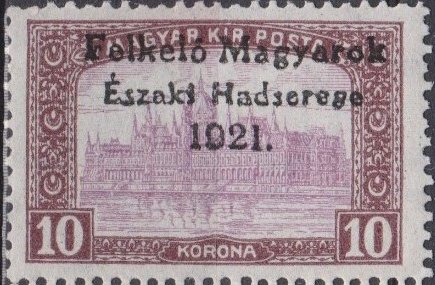 MAGYAR KIR. POSTA
Felkelő Magyarok
Északi Hadserege
1921.
10 10
KORONA